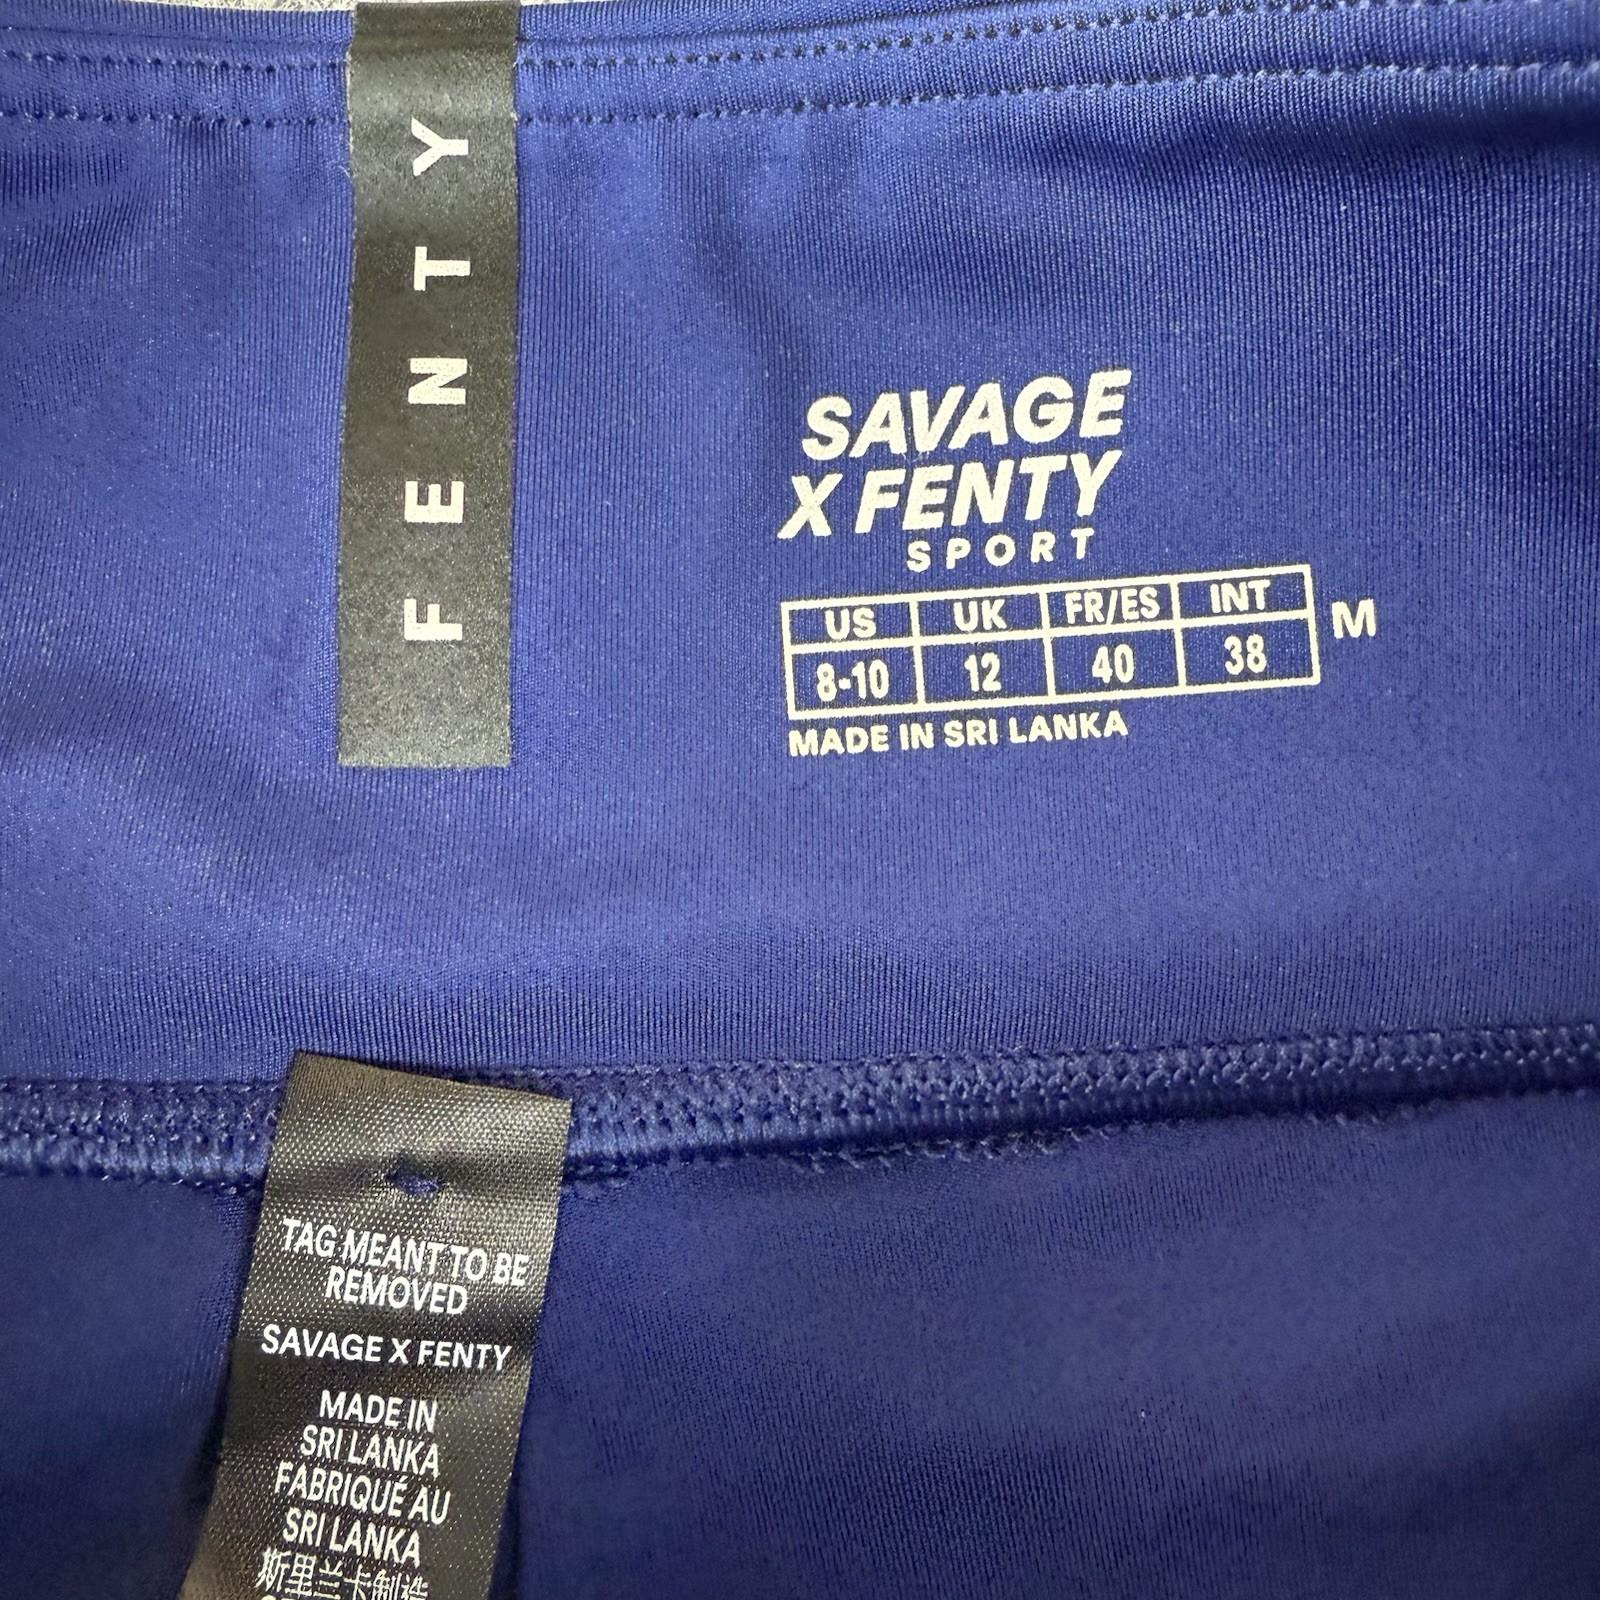 FENTY
SAVAGE
X FENTY
SPORT
US UK FR/ES INT
8-10 12 40 38 M
MADE IN SRI LANKA
TAG MEANT TO BE
REMOVED
SAVAGE X FENTY
MADE IN
SRI LANKA
FABRIQUÉ AU
SRI LANKA
斯里兰卡制造